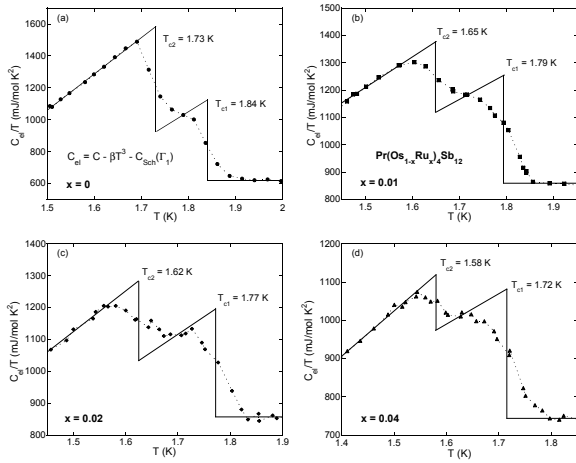 (a)
T_c2 = 1.73 K
T_c1 = 1.84 K
C_el = C - βT^3 - C_Sch(Γ_1)
x = 0
C_el/T (mJ/mol K^2)
1600
1400
1200
1000
800
600
1.5 1.6 1.7 1.8 1.9 2
T (K)
(b)
T_c2 = 1.65 K
T_c1 = 1.79 K
Pr(Os_1-xRu_x)_4Sb_12
x = 0.01
C_el/T (mJ/mol K^2)
1500
1400
1300
1200
1100
1000
900
800
1.5 1.6 1.7 1.8 1.9
T (K)
(c)
T_c2 = 1.62 K
T_c1 = 1.77 K
x = 0.02
C_el/T (mJ/mol K^2)
1400
1300
1200
1100
1000
900
800
1.5 1.6 1.7 1.8 1.9
T (K)
(d)
T_c2 = 1.58 K
T_c1 = 1.72 K
x = 0.04
C_el/T (mJ/mol K^2)
1200
1100
1000
900
800
700
1.4 1.5 1.6 1.7 1.8
T (K)